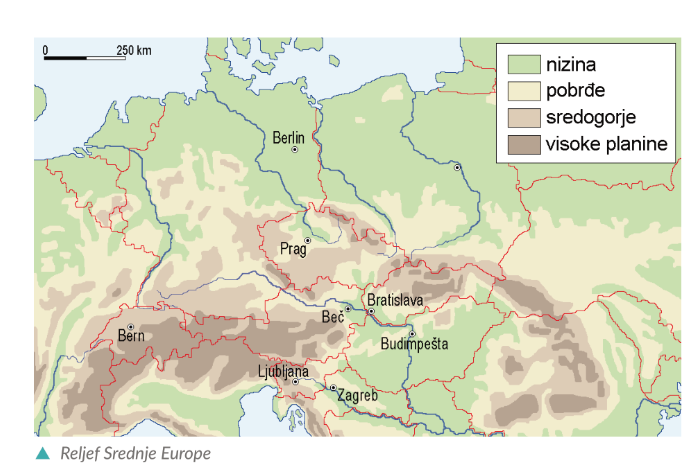 0 250 km
nizina
pobrđe
sredogorje
visoke planine
Berlin
Prag
Bratislava
Beč
Bern
Budimpešta
Ljubljana
Zagreb
Reljef Srednje Europe